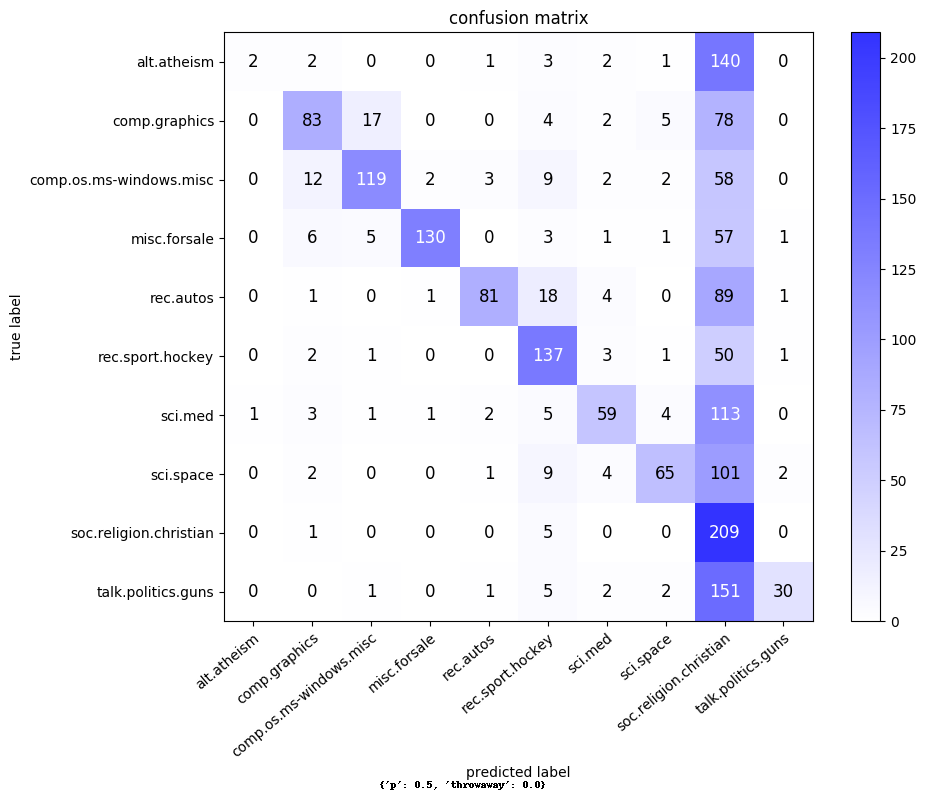 confusion matrix
alt.atheism 2 2 0 0 1 3 2 1 140 0
comp.graphics 0 83 17 0 0 4 2 5 78 0
comp.os.ms-windows.misc 0 12 119 2 3 9 2 2 58 0
misc.forsale 0 6 5 130 0 3 1 1 57 1
rec.autos 0 1 0 1 81 18 4 0 89 1
rec.sport.hockey 0 2 1 0 0 137 3 1 50 1
sci.med 1 3 1 1 2 5 59 4 113 0
sci.space 0 2 0 0 1 9 4 65 101 2
soc.religion.christian 0 1 0 0 0 5 0 0 209 0
talk.politics.guns 0 0 1 0 1 5 2 2 151 30
true label
alt.atheism
comp.graphics
comp.os.ms-windows.misc
misc.forsale
rec.autos
rec.sport.hockey
sci.med
sci.space
soc.religion.christian
talk.politics.guns
predicted label
{'p': 0.5, 'throwaway': 0.0}
200
175
150
125
100
75
50
25
0